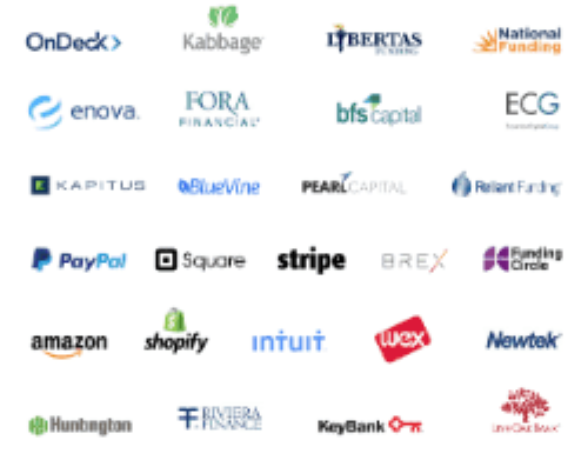 OnDeck
Kabbage
LIBERTAS
FUNDING
National
Funding
enova.
FORA
FINANCIAL
bfs capital
ECG
KAPITUS
BlueVine
PEARL CAPITAL
Reliant Funding
PayPal
Square
stripe
BREX
Funding
Circle
amazon
shopify
intuit
wex
Newtek
Huntington
RIVIERA
FINANCE
KeyBank
LIVE OAK BANK